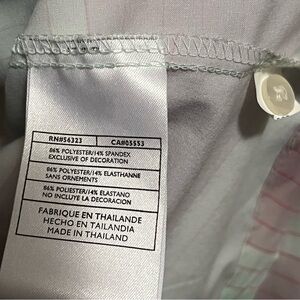 RN#56323 CA#05553
86% POLYESTER/14% SPANDEX
EXCLUSIVE OF DECORATION
86% POLYESTER/14% ELASTHANNE
SANS ORNEMENTS
86% POLIESTER/14% ELASTANO
NO INCLUYE LA DECORACION
FABRIQUE EN THAILANDE
HECHO EN TAILANDIA
MADE IN THAILAND